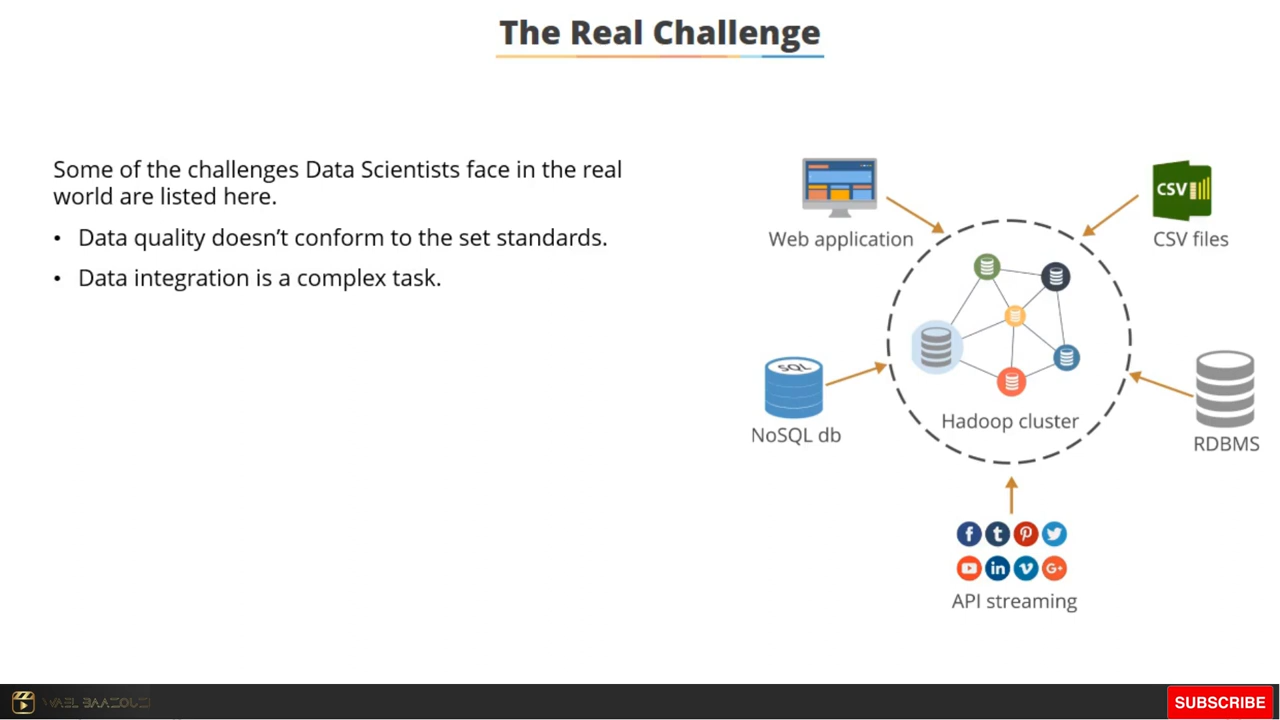 The Real Challenge
Some of the challenges Data Scientists face in the real
world are listed here.
• Data quality doesn’t conform to the set standards.
• Data integration is a complex task.
Web application
CSV
CSV files
SQL
NoSQL db
Hadoop cluster
RDBMS
API streaming
WAEL BAAZOUZI
SUBSCRIBE